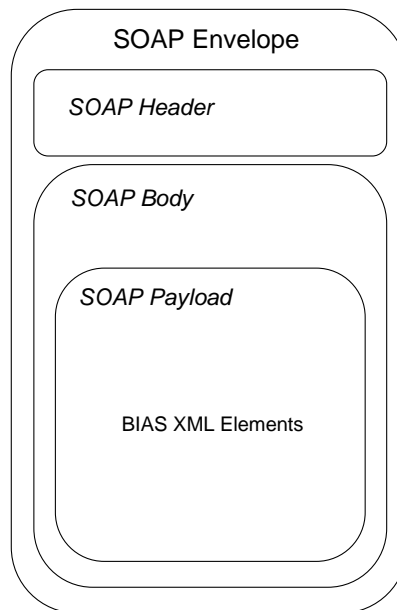 SOAP Envelope
SOAP Header
SOAP Body
SOAP Payload
BIAS XML Elements